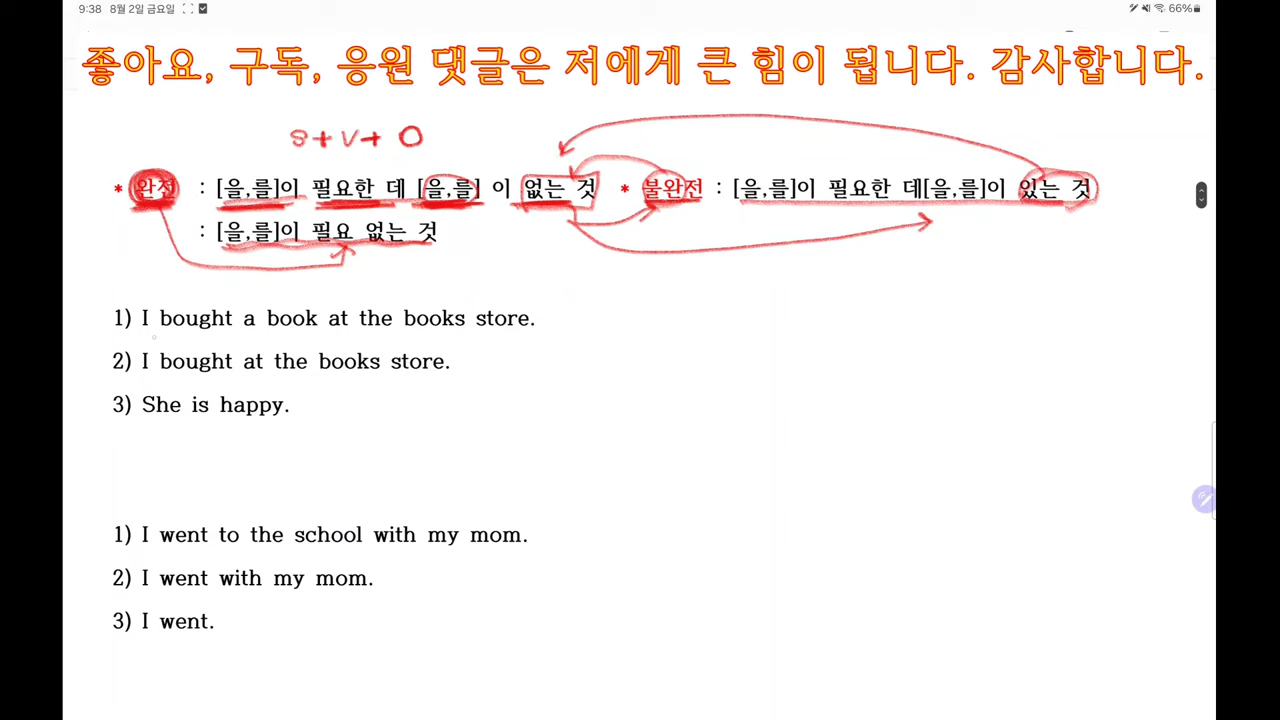 9:38 8월 2일 금요일 66%
좋아요, 구독, 응원 댓글은 저에게 큰 힘이 됩니다. 감사합니다.
s + v + O
* 완전 : [을,를]이 필요한 데 [을,를] 이 없는 것 * 불완전 : [을,를]이 필요한 데[을,를]이 있는 것
: [을,를]이 필요 없는 것
1) I bought a book at the books store.
2) I bought at the books store.
3) She is happy.
1) I went to the school with my mom.
2) I went with my mom.
3) I went.